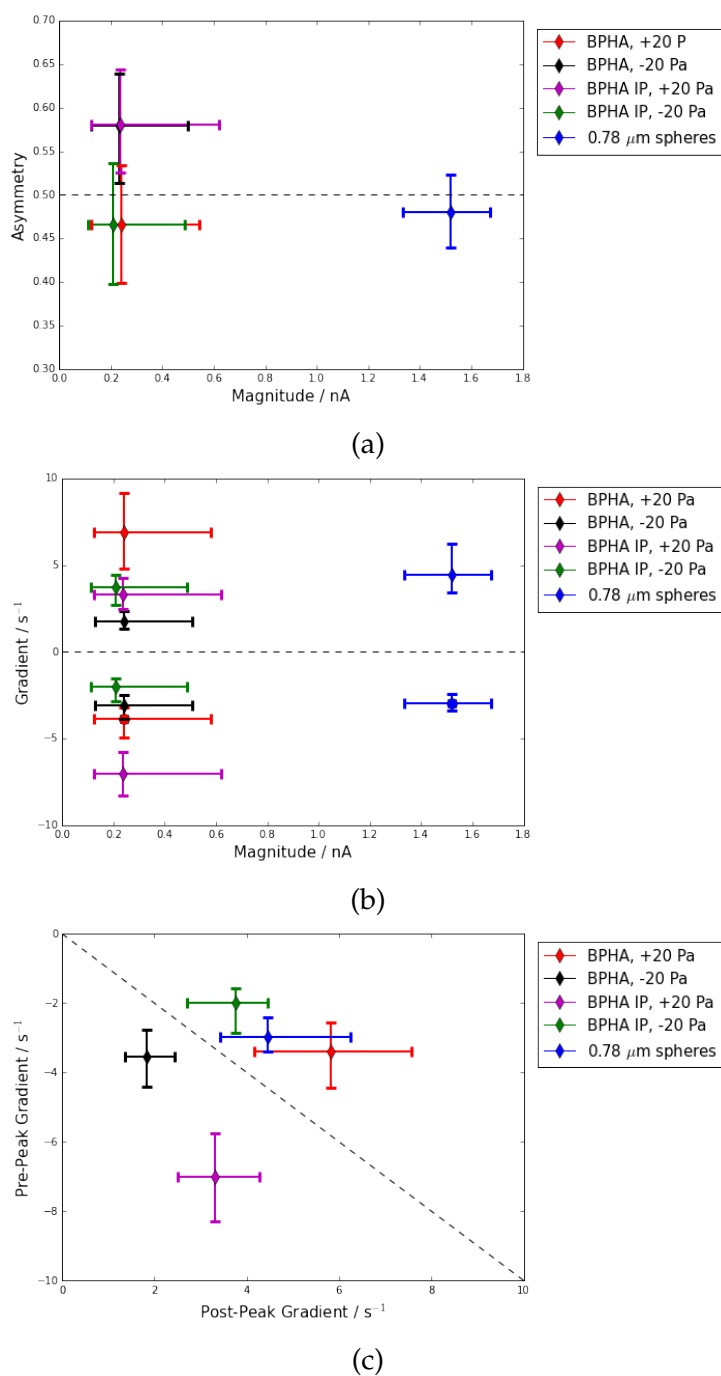 0.70
0.65
0.60
0.55
0.50
0.45
0.40
0.35
0.30
Asymmetry
0.0 0.2 0.4 0.6 0.8 1.0 1.2 1.4 1.6 1.8
Magnitude / nA
BPHA, +20 P
BPHA, -20 Pa
BPHA IP, +20 Pa
BPHA IP, -20 Pa
0.78 μm spheres
(a)
10
5
0
−5
−10
Gradient / s⁻¹
0.0 0.2 0.4 0.6 0.8 1.0 1.2 1.4 1.6 1.8
Magnitude / nA
BPHA, +20 Pa
BPHA, -20 Pa
BPHA IP, +20 Pa
BPHA IP, -20 Pa
0.78 μm spheres
(b)
0
−2
−4
−6
−8
−10
Pre-Peak Gradient / s⁻¹
0 2 4 6 8 10
Post-Peak Gradient / s⁻¹
BPHA, +20 Pa
BPHA, -20 Pa
BPHA IP, +20 Pa
BPHA IP, -20 Pa
0.78 μm spheres
(c)